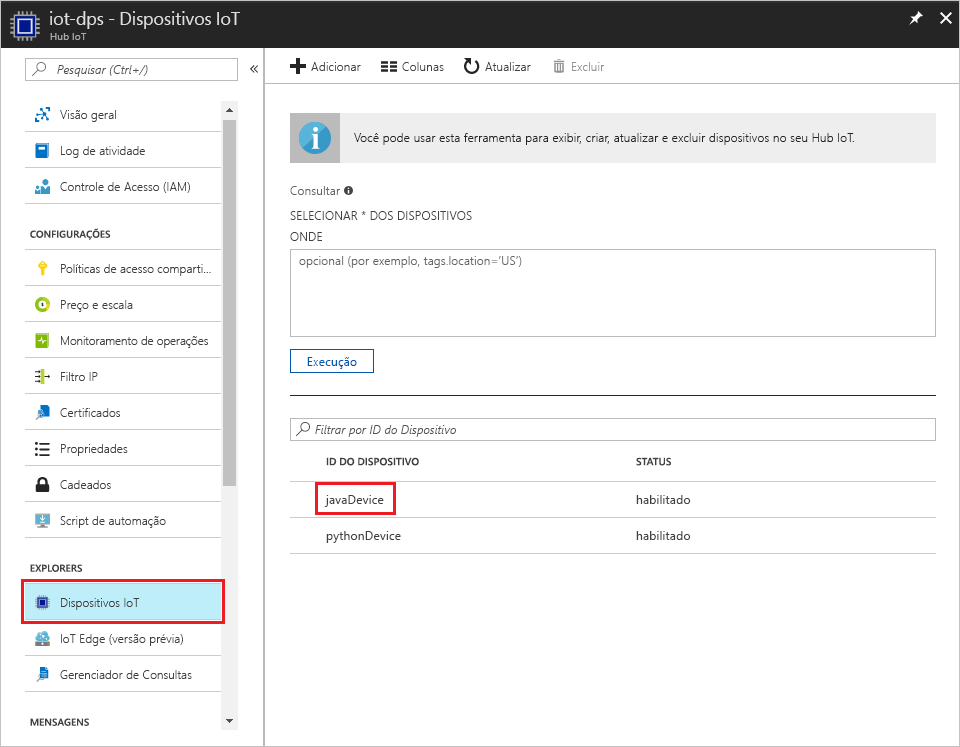 iot-dps - Dispositivos IoT
Hub IoT
Pesquisar (Ctrl+/)
Visão geral
Log de atividade
Controle de Acesso (IAM)
CONFIGURAÇÕES
Políticas de acesso comparti...
Preço e escala
Monitoramento de operações
Filtro IP
Certificados
Propriedades
Cadeados
Script de automação
EXPLORERS
Dispositivos IoT
IoT Edge (versão prévia)
Gerenciador de Consultas
MENSAGENS
Adicionar Colunas Atualizar Excluir
Você pode usar esta ferramenta para exibir, criar, atualizar e excluir dispositivos no seu Hub IoT.
Consultar
SELECIONAR * DOS DISPOSITIVOS
ONDE
opcional (por exemplo, tags.location='US')
Execução
Filtrar por ID do Dispositivo
ID DO DISPOSITIVO STATUS
javaDevice habilitado
pythonDevice habilitado